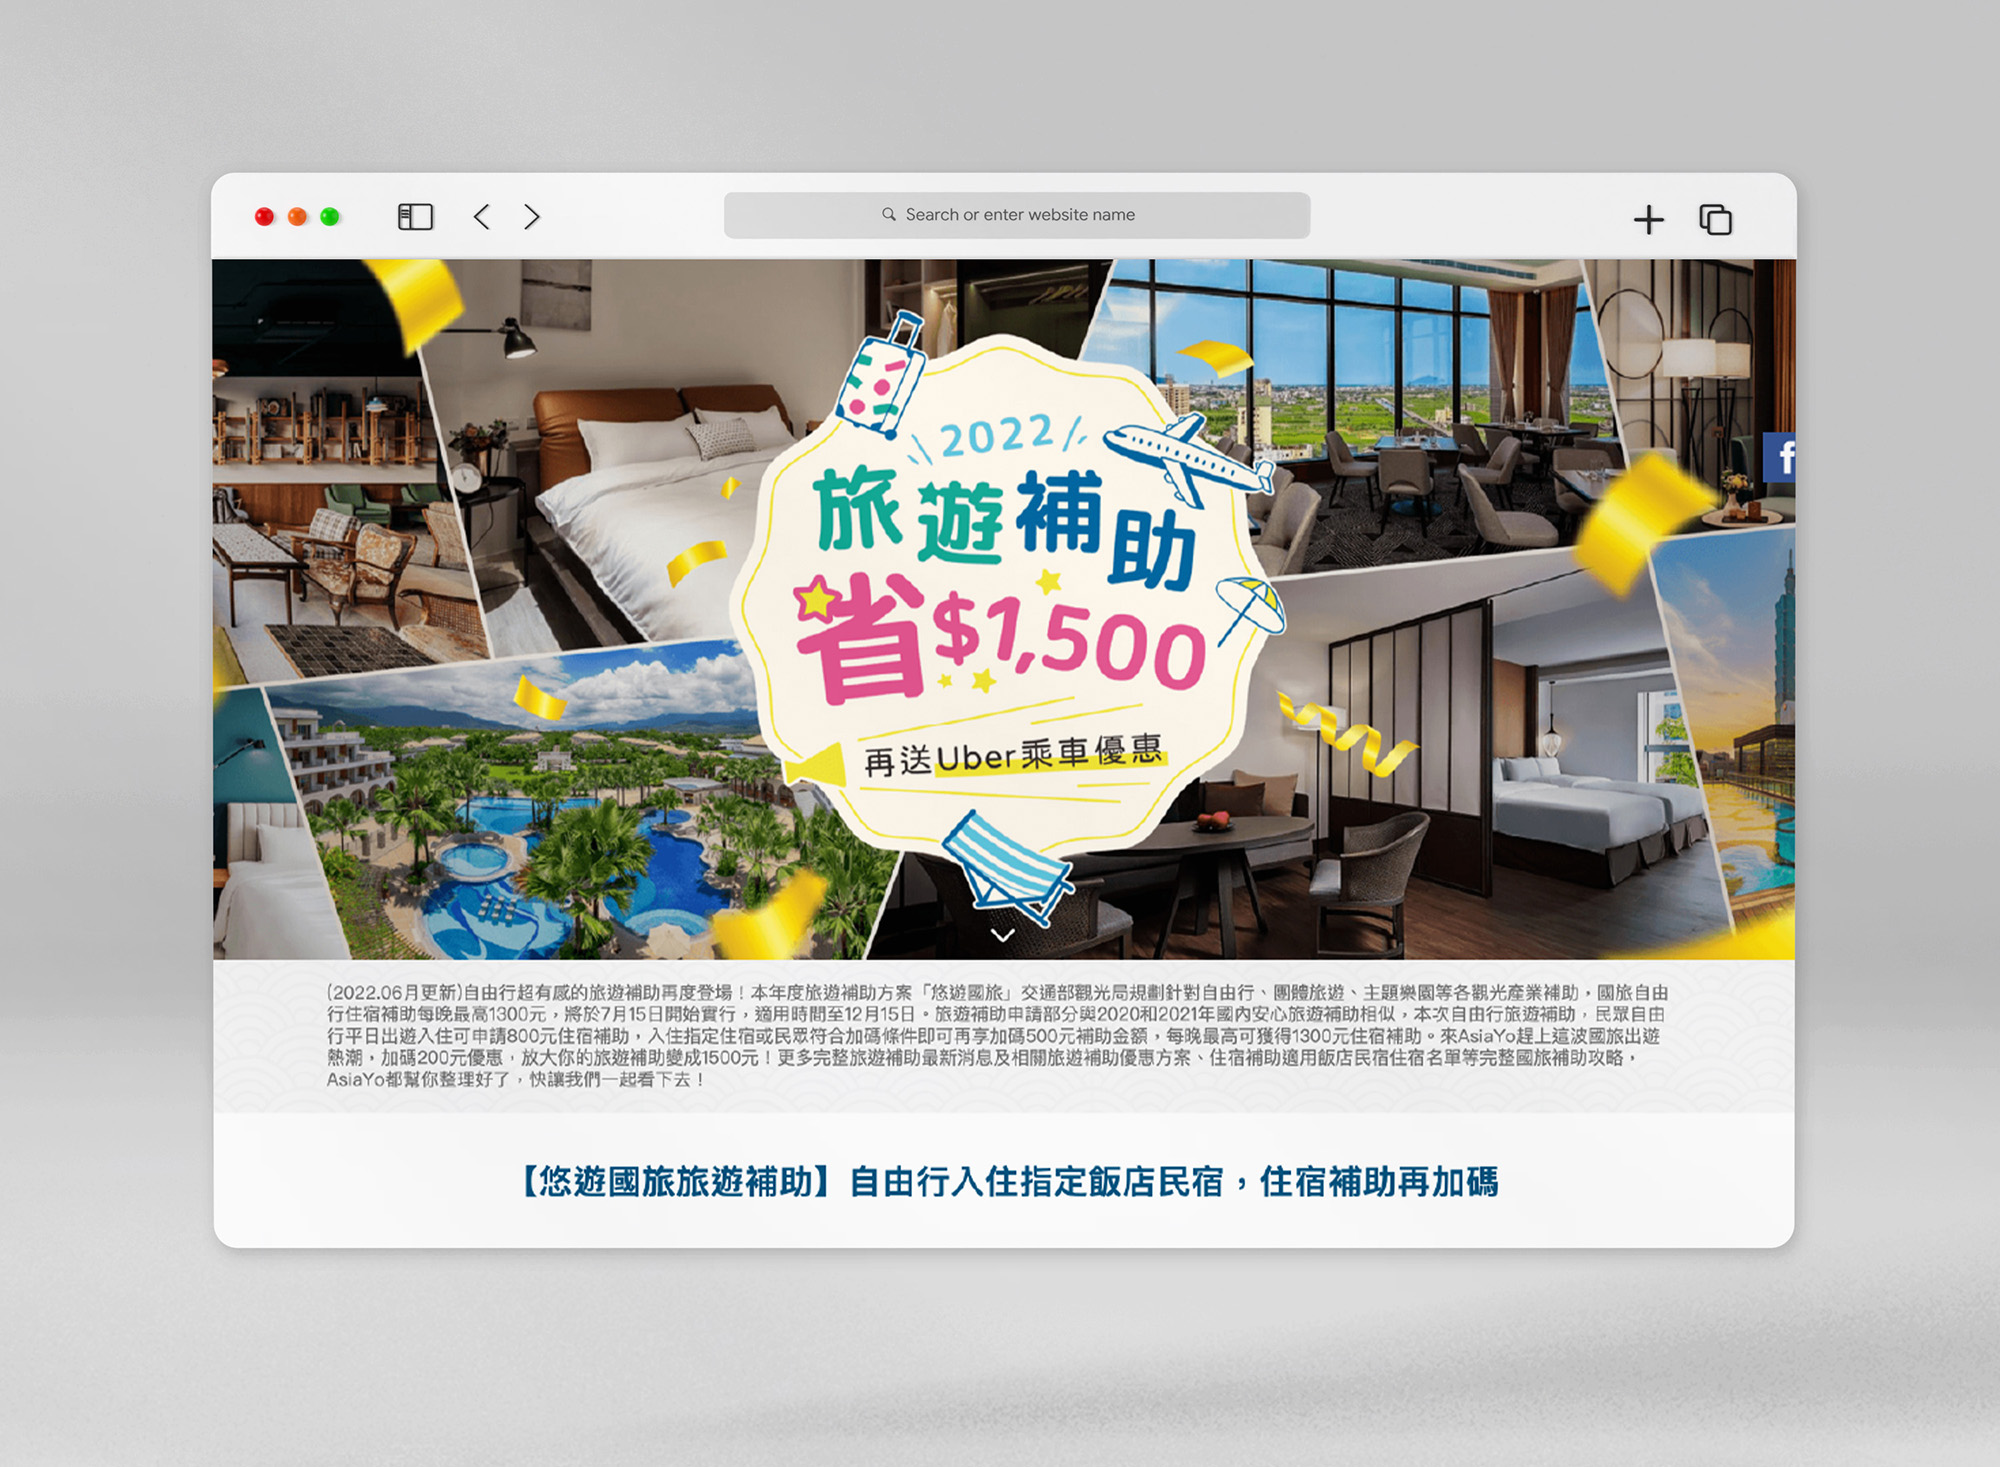 Search or enter website name
2022
旅遊補助
省$1,500
再送Uber乘車優惠
f
(2022.06月更新)自由行超有感的旅遊補助再度登場！本年度旅遊補助方案「悠遊國旅」交通部觀光局規劃針對自由行、團體旅遊、主題樂園等各觀光產業補助，國旅自由
行住宿補助每晚最高1300元，將於7月15日開始實行，適用時間至12月15日。旅遊補助申請部分與2020和2021年國內安心旅遊補助相似，本次自由行旅遊補助，民眾自由
行平日出遊入住可申請800元住宿補助，入住指定住宿或民眾符合加碼條件即可再享加碼500元補助金額，每晚最高可獲得1300元住宿補助。來AsiaYo趕上這波國旅出遊
熱潮，加碼200元優惠，放大你的旅遊補助變成1500元！更多完整旅遊補助最新消息及相關旅遊補助優惠方案、住宿補助適用飯店民宿住宿名單等完整國旅補助攻略，
AsiaYo都幫你整理好了，快讓我們一起看下去！
【悠遊國旅旅遊補助】自由行入住指定飯店民宿，住宿補助再加碼